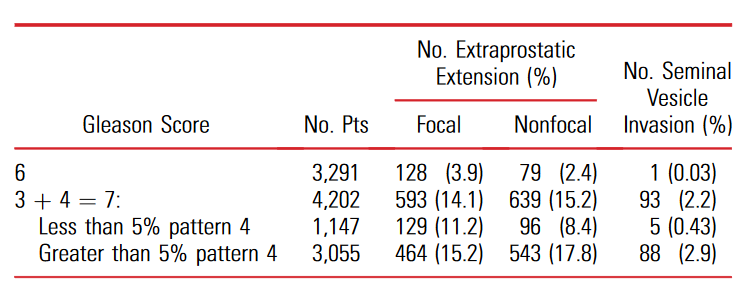 No. Extraprostatic
Extension (%)
No. Seminal
Vesicle
Gleason Score No. Pts Focal Nonfocal Invasion (%)
6 3,291 128 (3.9) 79 (2.4) 1 (0.03)
3 + 4 = 7: 4,202 593 (14.1) 639 (15.2) 93 (2.2)
Less than 5% pattern 4 1,147 129 (11.2) 96 (8.4) 5 (0.43)
Greater than 5% pattern 4 3,055 464 (15.2) 543 (17.8) 88 (2.9)